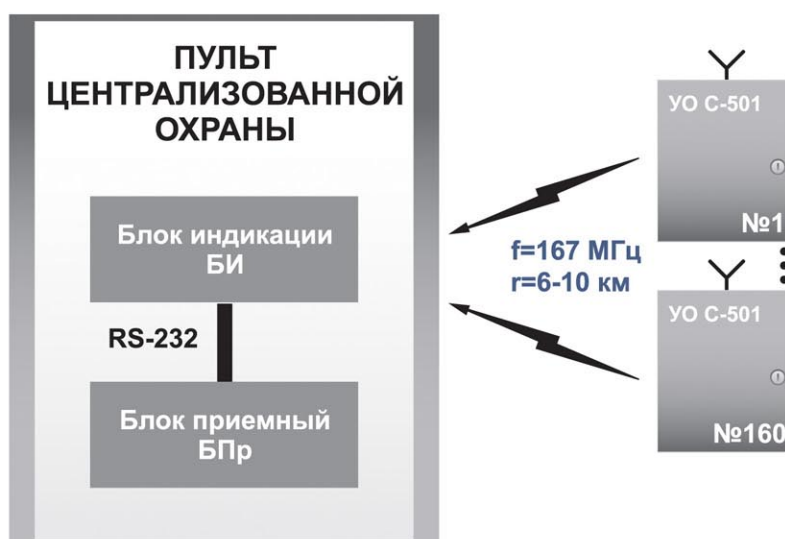 ПУЛЬТ
ЦЕНТРАЛИЗОВАННОЙ
ОХРАНЫ
Блок индикации
БИ
RS-232
Блок приемный
БПр
f=167 МГц
r=6-10 км
УО С-501
№1
УО С-501
№160